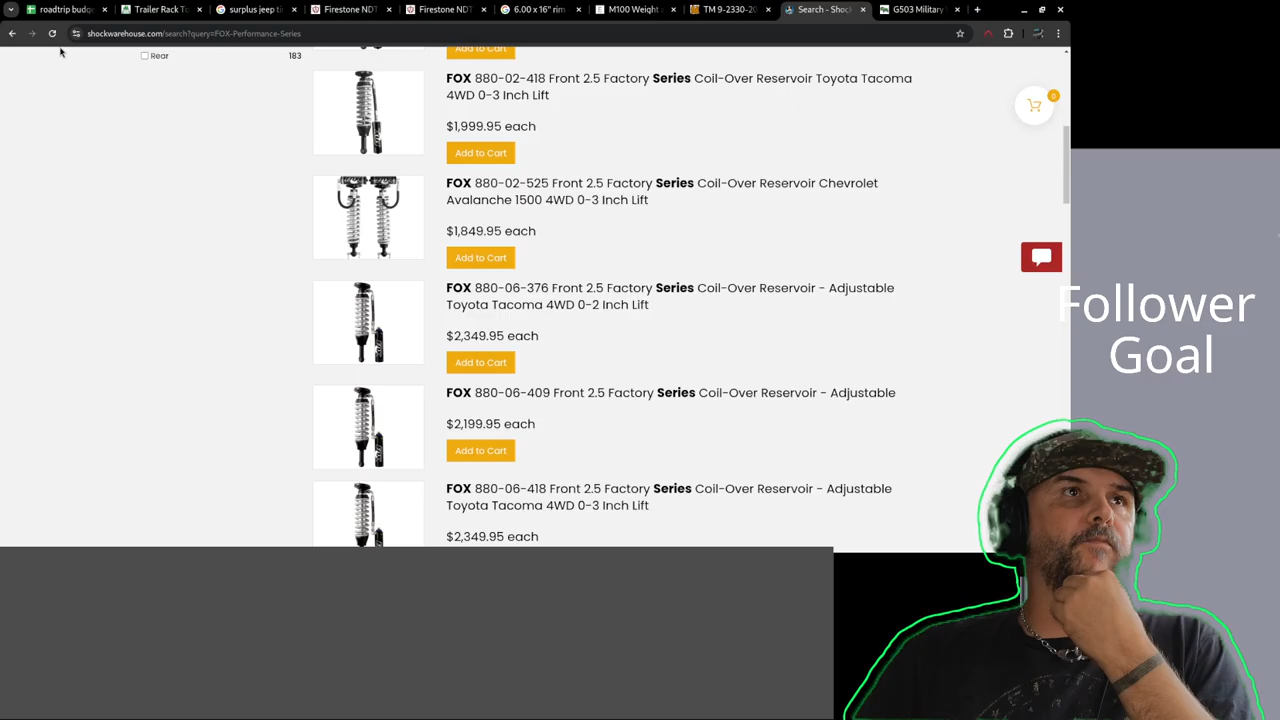 roadtrip budge
Trailer Rack To
surplus jeep ti
Firestone NDT
Firestone NDT
6.00 x 16" rim
M100 Weight a
TM 9-2330-20
Search - Shoc
G503 Military
shockwarehouse.com/search?query=FOX-Performance-Series
Rear 183
Add to Cart
0
FOX 880-02-418 Front 2.5 Factory Series Coil-Over Reservoir Toyota Tacoma
4WD 0-3 Inch Lift
$1,999.95 each
Add to Cart
FOX 880-02-525 Front 2.5 Factory Series Coil-Over Reservoir Chevrolet
Avalanche 1500 4WD 0-3 Inch Lift
$1,849.95 each
Add to Cart
FOX 880-06-376 Front 2.5 Factory Series Coil-Over Reservoir - Adjustable
Toyota Tacoma 4WD 0-2 Inch Lift
$2,349.95 each
Add to Cart
FOX 880-06-409 Front 2.5 Factory Series Coil-Over Reservoir - Adjustable
$2,199.95 each
Add to Cart
FOX 880-06-418 Front 2.5 Factory Series Coil-Over Reservoir - Adjustable
Toyota Tacoma 4WD 0-3 Inch Lift
$2,349.95 each
Follower
Goal